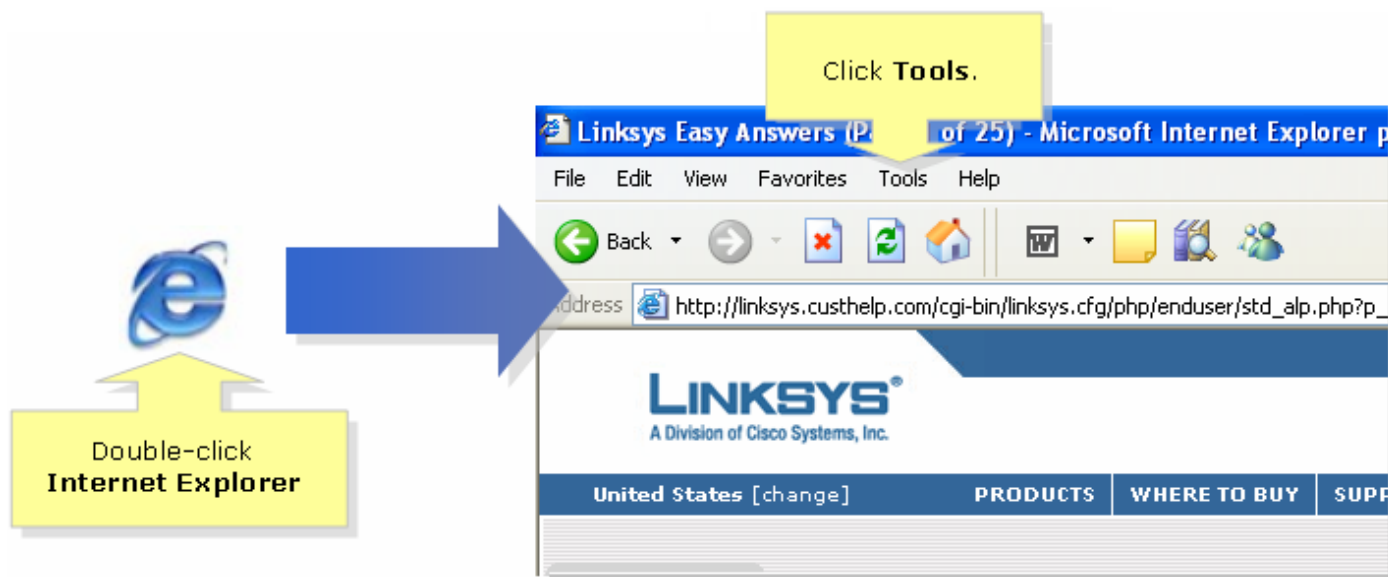 Click Tools.
Linksys Easy Answers (Pa of 25) - Microsoft Internet Explorer p
File Edit View Favorites Tools Help
Back
Address http://linksys.custhelp.com/cgi-bin/linksys.cfg/php/enduser/std_alp.php?p_
LINKSYS®
A Division of Cisco Systems, Inc.
Double-click
Internet Explorer
United States [change] PRODUCTS WHERE TO BUY SUPP